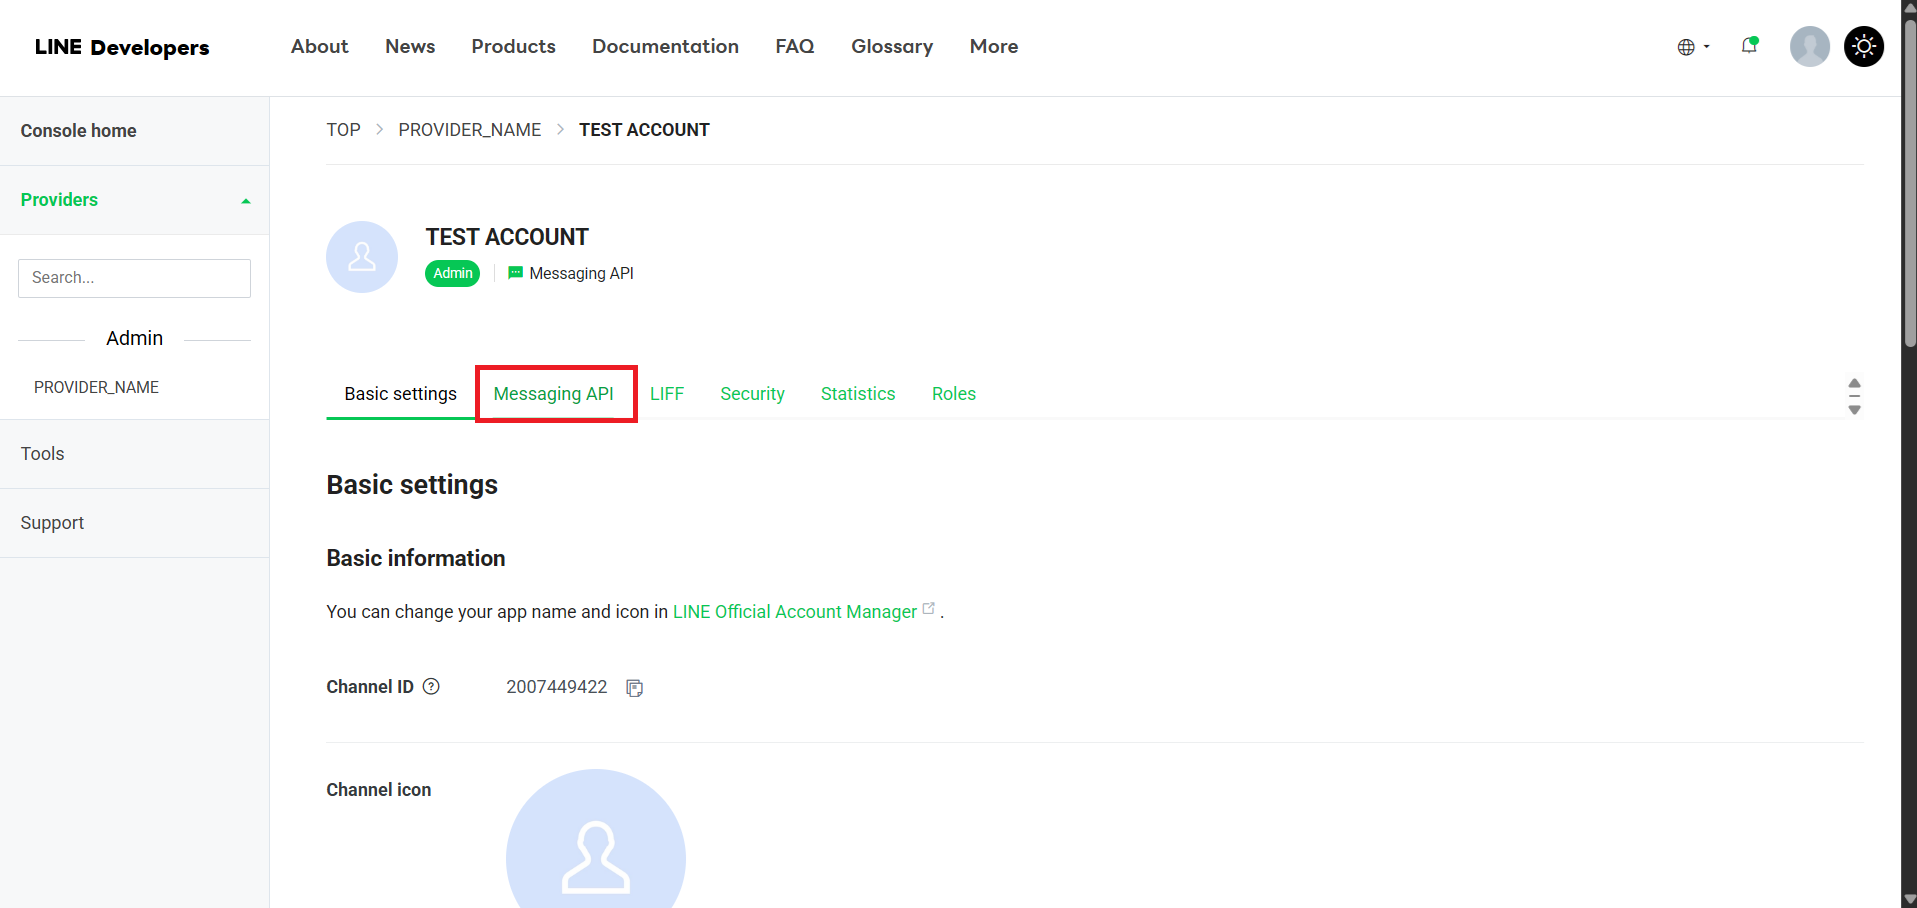 LINE Developers
About News Products Documentation FAQ Glossary More
Console home
Providers
Search...
Admin
PROVIDER_NAME
Tools
Support
TOP > PROVIDER_NAME > TEST ACCOUNT
TEST ACCOUNT
Admin Messaging API
Basic settings Messaging API LIFF Security Statistics Roles
Basic settings
Basic information
You can change your app name and icon in LINE Official Account Manager .
Channel ID ? 2007449422
Channel icon